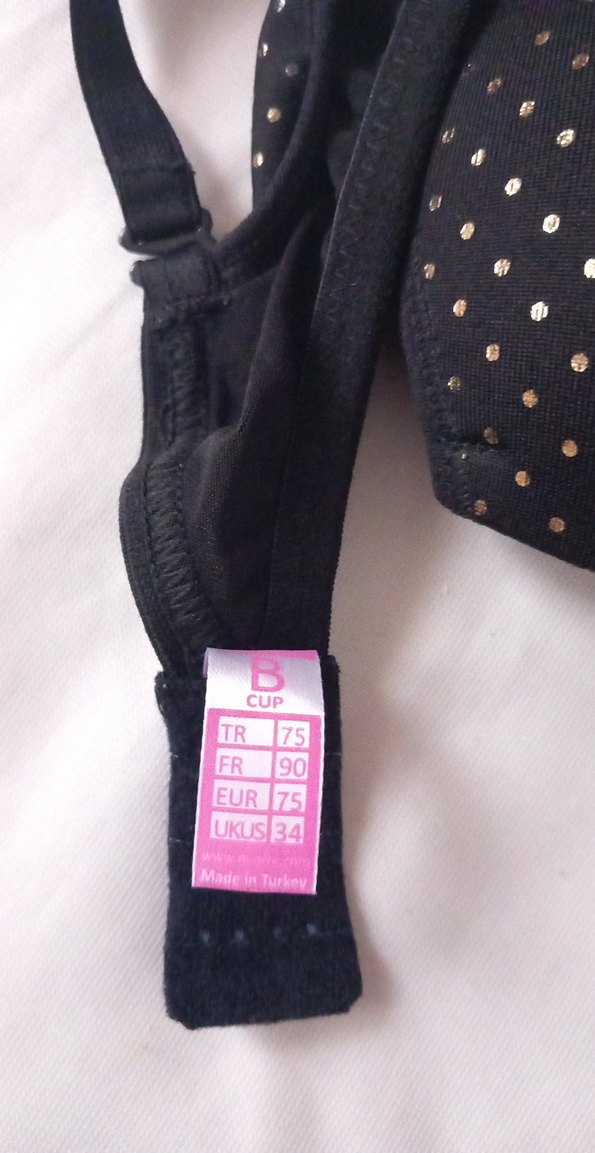 B
CUP
TR 75
FR 90
EUR 75
UKUS 34
Made in Turkey